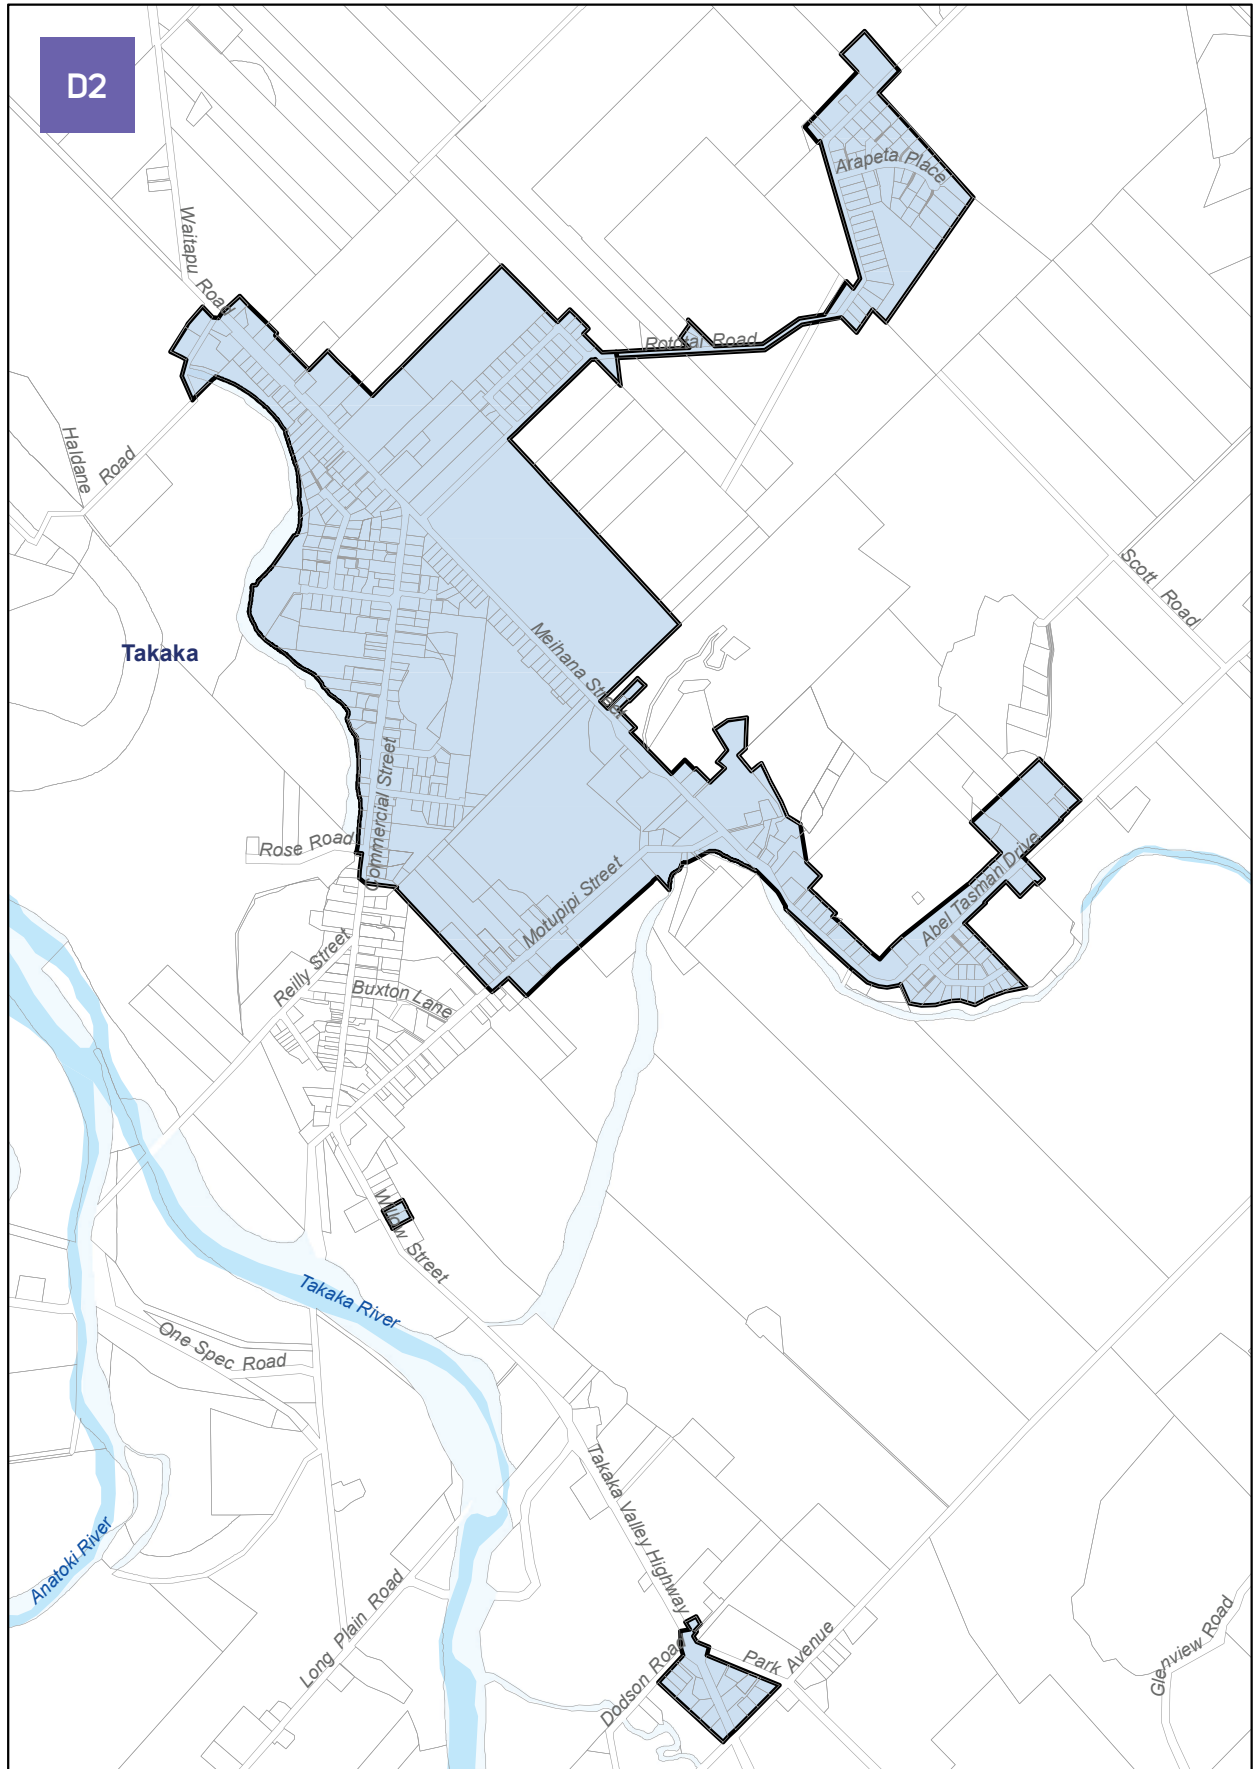 D2
Arapeta Place
Waitapu Road
Rototai Road
Haldane Road
Scott Road
Takaka
Meihana Street
Commercial Street
Rose Road
Abel Tasman Drive
Motupipi Street
Reilly Street
Buxton Lane
Willow Street
Takaka River
One Spec Road
Takaka Valley Highway
Anatoki River
Long Plain Road
Glenview Road
Park Avenue
Dodson Road